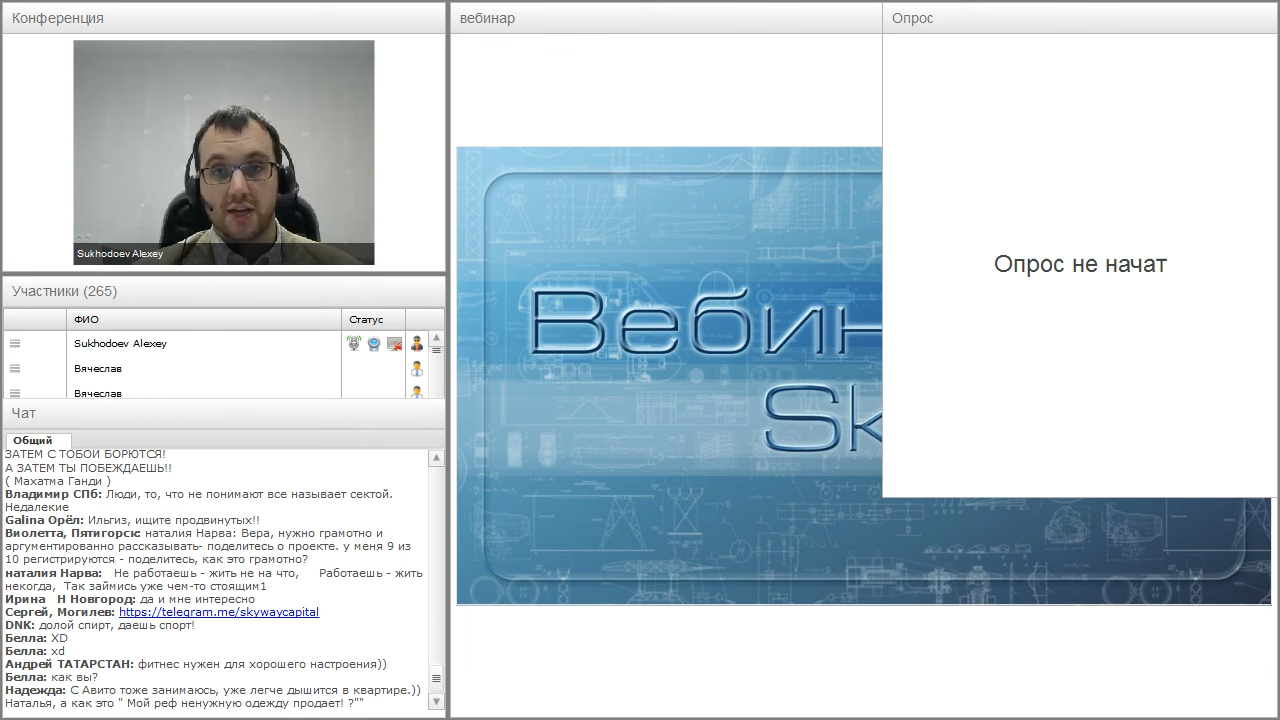 Конференция
Sukhodoev Alexey
Участники (265)
ФИО
Статус
Sukhodoev Alexey
Вячеслав
Вячеслав
Чат
Общий
ЗАТЕМ С ТОБОЙ БОРЮТСЯ!
А ЗАТЕМ ТЫ ПОБЕЖДАЕШЬ!!
( Махатма Ганди )
Владимир СПб: Люди, то, что не понимают все называет сектой.
Недалекие
Galina Орёл: Ильгиз, ищите продвинутых!!
Виолетта, Пятигорск: наталия Нарва: Вера, нужно грамотно и
аргументированно рассказывать- поделитесь о проекте. у меня 9 из
10 регистрируются - поделитесь, как это грамотно?
наталия Нарва: Не работаешь - жить не на что, Работаешь - жить
некогда, Так займись уже чем-то стоящим1
Ирина Н Новгород: да и мне интересно
Сергей, Могилев: https://telegram.me/skywaycapital
DNK: долой спирт, даешь спорт!
Белла: XD
Белла: xd
Андрей ТАТАРСТАН: фитнес нужен для хорошего настроения))
Белла: как вы?
Надежда: С Авито тоже занимаюсь, уже легче дышится в квартире.))
Наталья, а как это " Мой реф ненужную одежду продает! ?""
вебинар
Вебин
Sk
Опрос
Опрос не начат